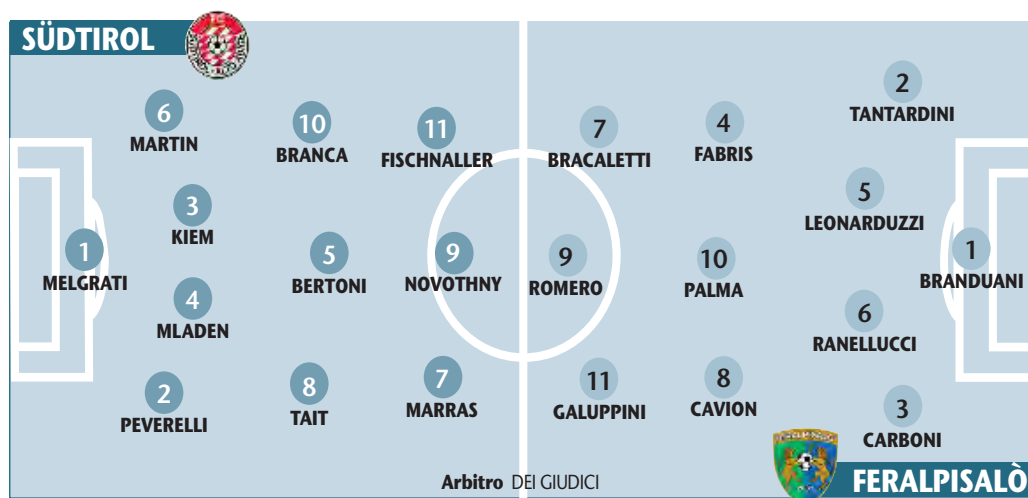 SÜDTIROL
6
MARTIN
3
KIEM
1
MELGRATI
4
MLADEN
2
PEVERELLI
10
BRANCA
5
BERTONI
8
TAIT
11
FISCHNALLER
9
NOVOTHNY
7
MARRAS
7
BRACALETTI
9
ROMERO
11
GALUPPINI
4
FABRIS
10
PALMA
8
CAVION
2
TANTARDINI
5
LEONARDUZZI
1
BRANDUANI
6
RANELLUCCI
3
CARBONI
Arbitro DEI GIUDICI
FERALPISALÒ